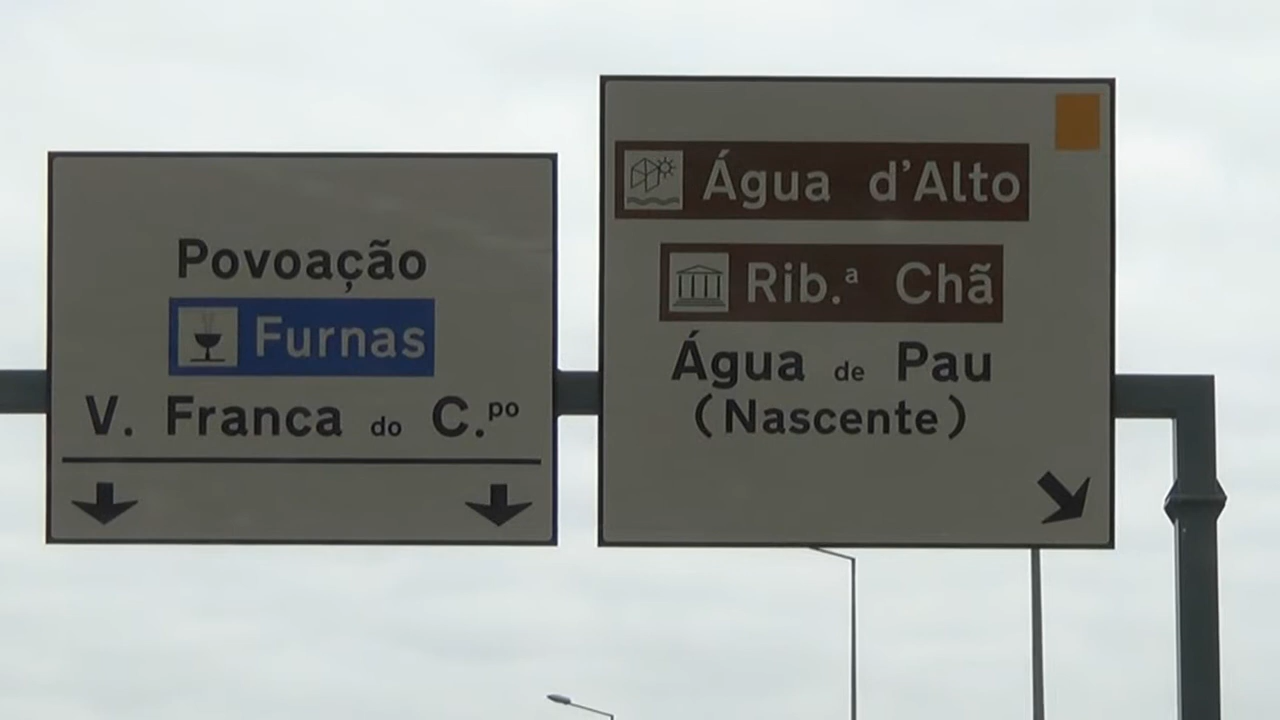 Povoação
Furnas
V. Franca do C.po
Água d'Alto
Rib.ª Chã
Água de Pau
(Nascente)